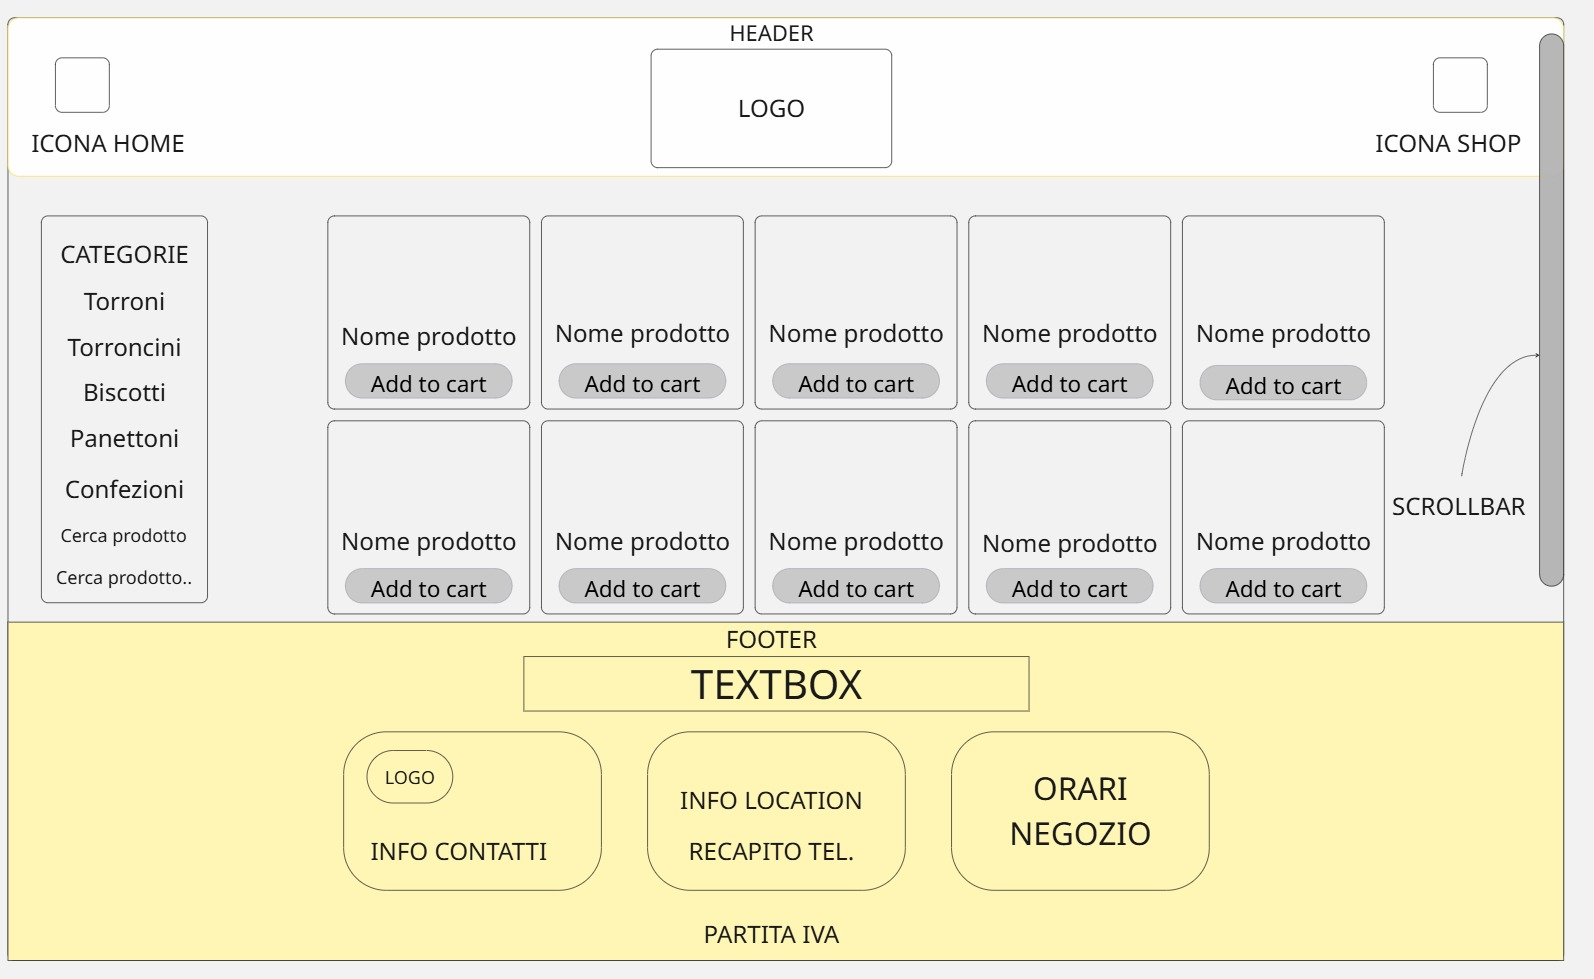 HEADER
ICONA HOME
LOGO
ICONA SHOP
CATEGORIE
Torroni
Torroncini
Biscotti
Panettoni
Confezioni
Cerca prodotto
Cerca prodotto..
Nome prodotto
Add to cart
Nome prodotto
Add to cart
Nome prodotto
Add to cart
Nome prodotto
Add to cart
Nome prodotto
Add to cart
Nome prodotto
Add to cart
Nome prodotto
Add to cart
Nome prodotto
Add to cart
Nome prodotto
Add to cart
Nome prodotto
Add to cart
SCROLLBAR
FOOTER
TEXTBOX
LOGO
INFO CONTATTI
INFO LOCATION
RECAPITO TEL.
ORARI
NEGOZIO
PARTITA IVA